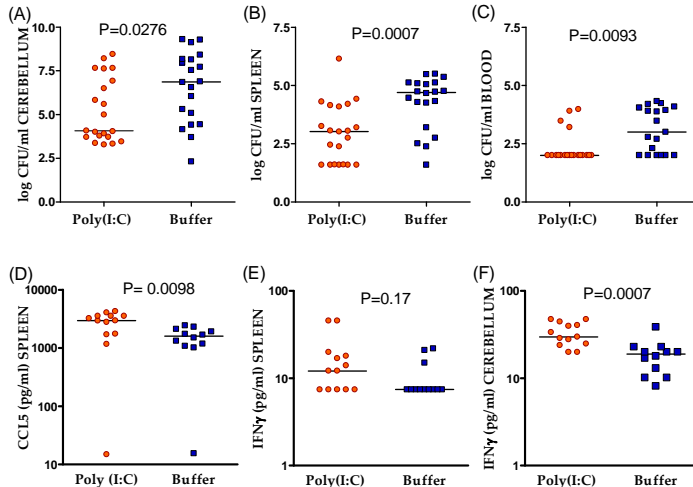 (A)
P=0.0276
log CFU/ml CEREBELLUM
10.0
7.5
5.0
2.5
0.0
Poly(I:C)
Buffer
(B)
P=0.0007
log CFU/ml SPLEEN
7.5
5.0
2.5
0.0
Poly(I:C)
Buffer
(C)
P=0.0093
log CFU/ml BLOOD
7.5
5.0
2.5
0.0
Poly(I:C)
Buffer
(D)
P= 0.0098
CCL5 (pg/ml) SPLEEN
10000
1000
100
10
Poly (I:C)
Buffer
(E)
P=0.17
IFNγ (pg/ml) SPLEEN
100
10
1
Poly(I:C)
Buffer
(F)
P=0.0007
IFNγ (pg/ml) CEREBELLUM
100
10
1
Poly(I:C)
Buffer